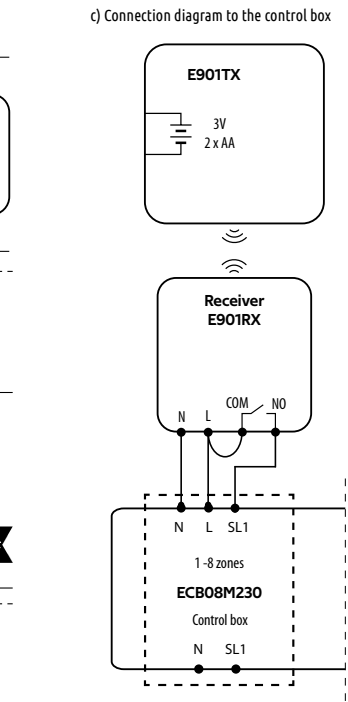 c) Connection diagram to the control box
E901TX
3V
2 x AA
Receiver
E901RX
N L COM NO
N L SL1
1 -8 zones
ECB08M230
Control box
N SL1